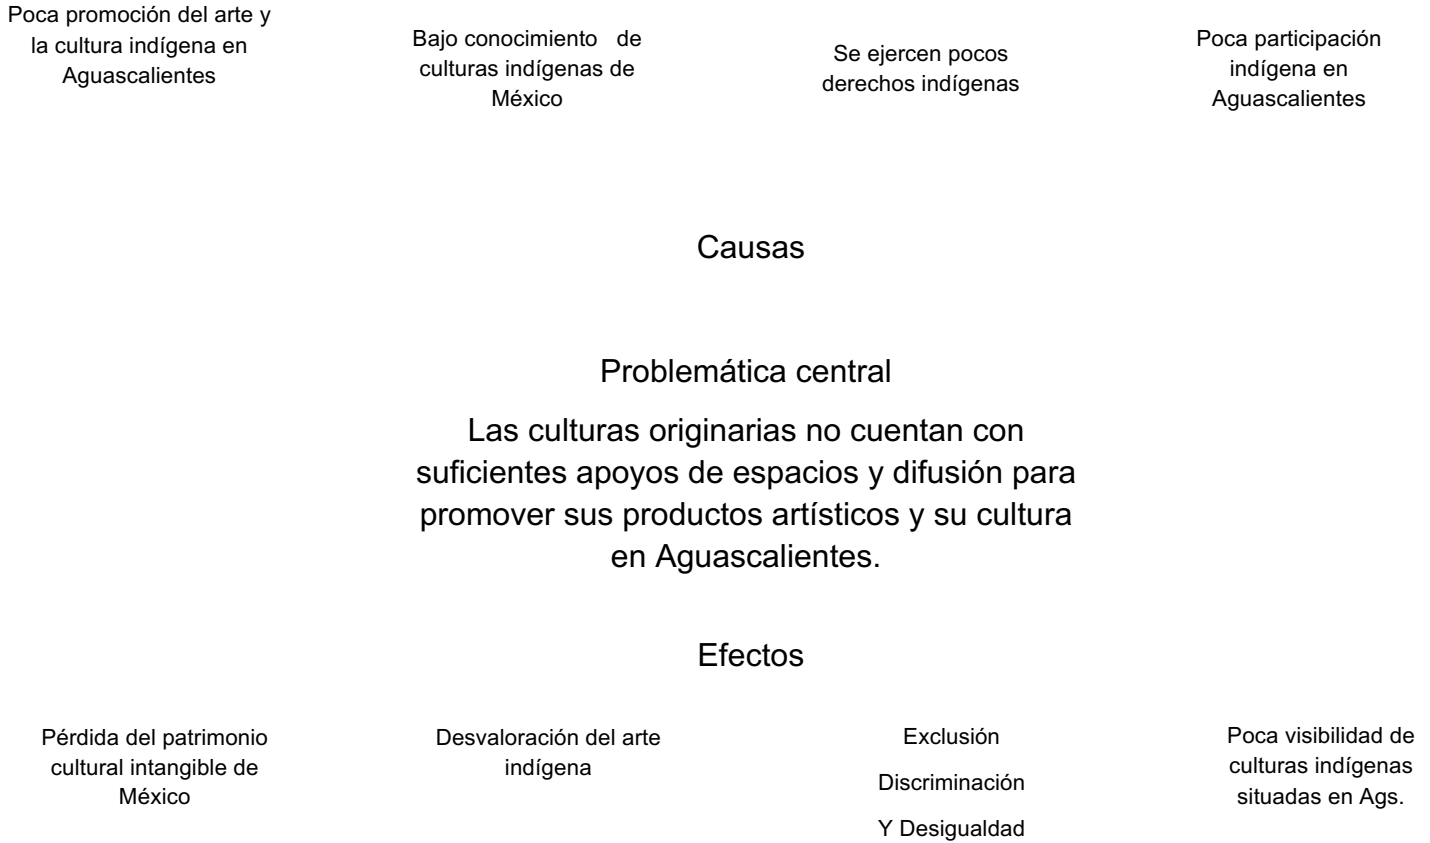 Poca promoción del arte y
la cultura indígena en
Aguascalientes
Bajo conocimiento de
culturas indígenas de
México
Se ejercen pocos
derechos indígenas
Poca participación
indígena en
Aguascalientes
Causas
Problemática central
Las culturas originarias no cuentan con
suficientes apoyos de espacios y difusión para
promover sus productos artísticos y su cultura
en Aguascalientes.
Efectos
Pérdida del patrimonio
cultural intangible de
México
Desvaloración del arte
indígena
Exclusión
Discriminación
Y Desigualdad
Poca visibilidad de
culturas indígenas
situadas en Ags.